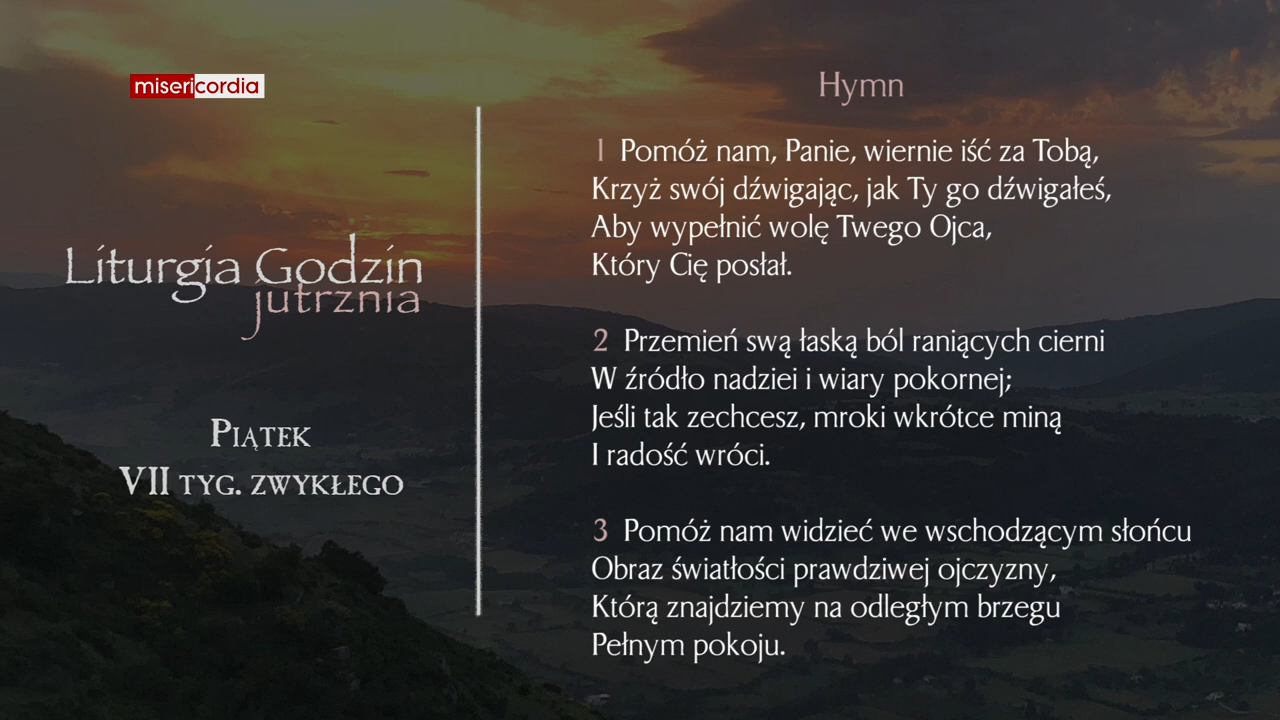 misericordia
Liturgia Godzin
jutrznia
Piątek
VII tyg. zwykłego
Hymn
1 Pomóż nam, Panie, wiernie iść za Tobą,
Krzyż swój dźwigając, jak Ty go dźwigałeś,
Aby wypełnić wolę Twego Ojca,
Który Cię posłał.
2 Przemień swą łaską ból raniących cierni
W źródło nadziei i wiary pokornej;
Jeśli tak zechcesz, mroki wkrótce miną
I radość wróci.
3 Pomóż nam widzieć we wschodzącym słońcu
Obraz światłości prawdziwej ojczyzny,
Którą znajdziemy na odległym brzegu
Pełnym pokoju.